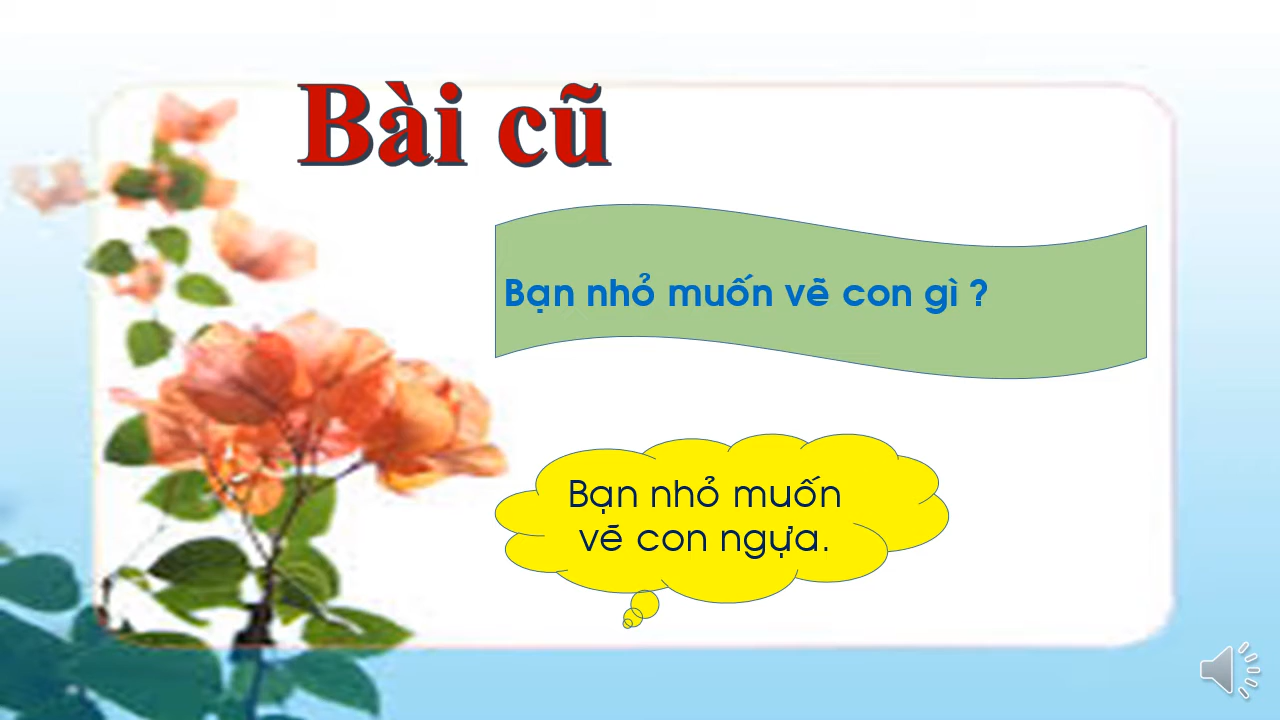 Bài cũ
Bạn nhỏ muốn vẽ con gì ?
Bạn nhỏ muốn
vẽ con ngựa.